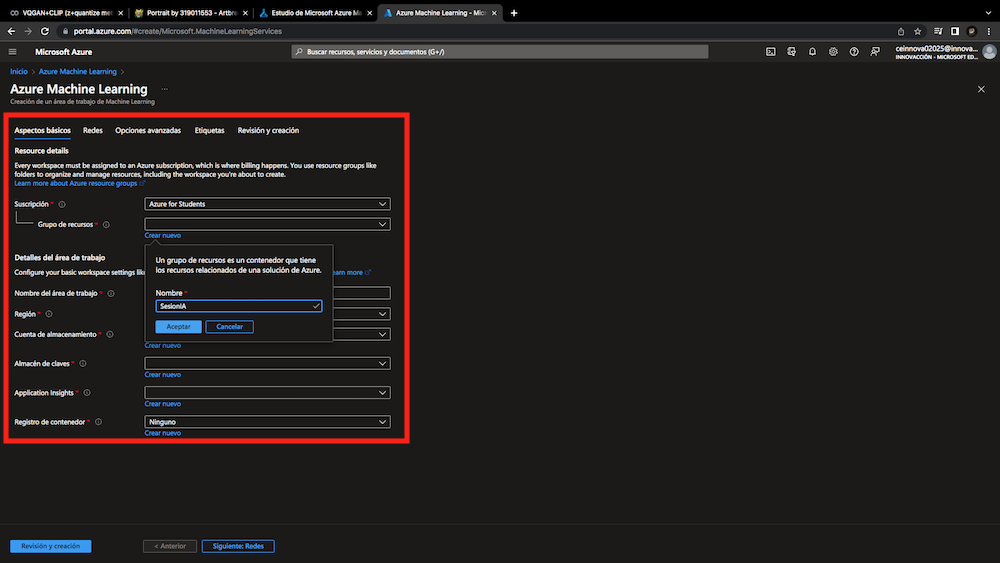 VQGAN+CLIP (z+quantize met
Portrait by 319011553 - Artbre
Estudio de Microsoft Azure Ma
Azure Machine Learning - Micr
portal.azure.com/#create/Microsoft.MachineLearningServices
Microsoft Azure
Buscar recursos, servicios y documentos (G+/)
ceinnova02025@innova...
INNOVACCIÓN - MICROSOFT ED...
Inicio > Azure Machine Learning >
Azure Machine Learning ...
Creación de un área de trabajo de Machine Learning
Aspectos básicos Redes Opciones avanzadas Etiquetas Revisión y creación
Resource details
Every workspace must be assigned to an Azure subscription, which is where billing happens. You use resource groups like
folders to organize and manage resources, including the workspace you're about to create.
Learn more about Azure resource groups
Suscripción * Azure for Students
Grupo de recursos *
Crear nuevo
Un grupo de recursos es un contenedor que tiene
los recursos relacionados de una solución de Azure.
Nombre *
SesionIA
Aceptar Cancelar
Detalles del área de trabajo
Configure your basic workspace settings like
earn more
Nombre del área de trabajo *
Región *
Cuenta de almacenamiento *
Crear nuevo
Almacén de claves *
Crear nuevo
Application Insights *
Crear nuevo
Registro de contenedor * Ninguno
Crear nuevo
Revisión y creación < Anterior Siguiente: Redes